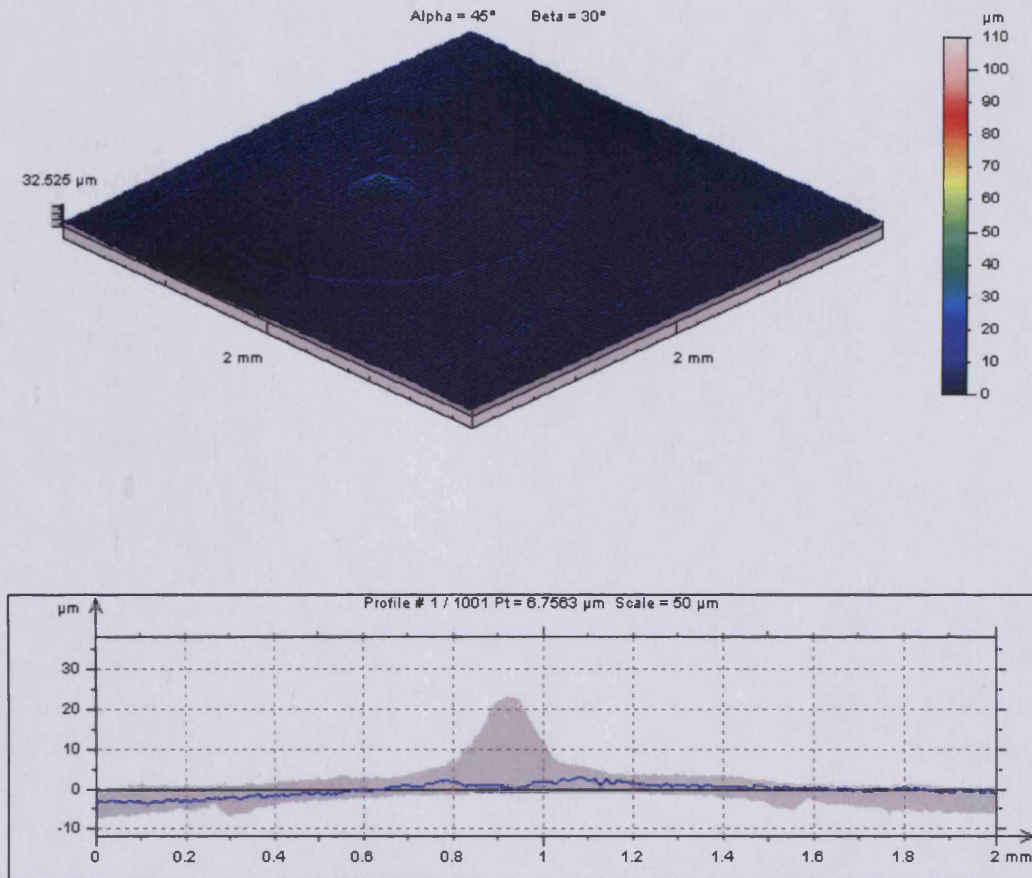 Alpha = 45° Beta = 30°
µm
110
100
90
80
70
60
50
40
30
20
10
0
32.525 µm
2 mm
2 mm
Profile # 1 / 1001 Pt = 6.7563 µm Scale = 50 µm
µm
30
20
10
0
-10
0 0.2 0.4 0.6 0.8 1 1.2 1.4 1.6 1.8 2 mm